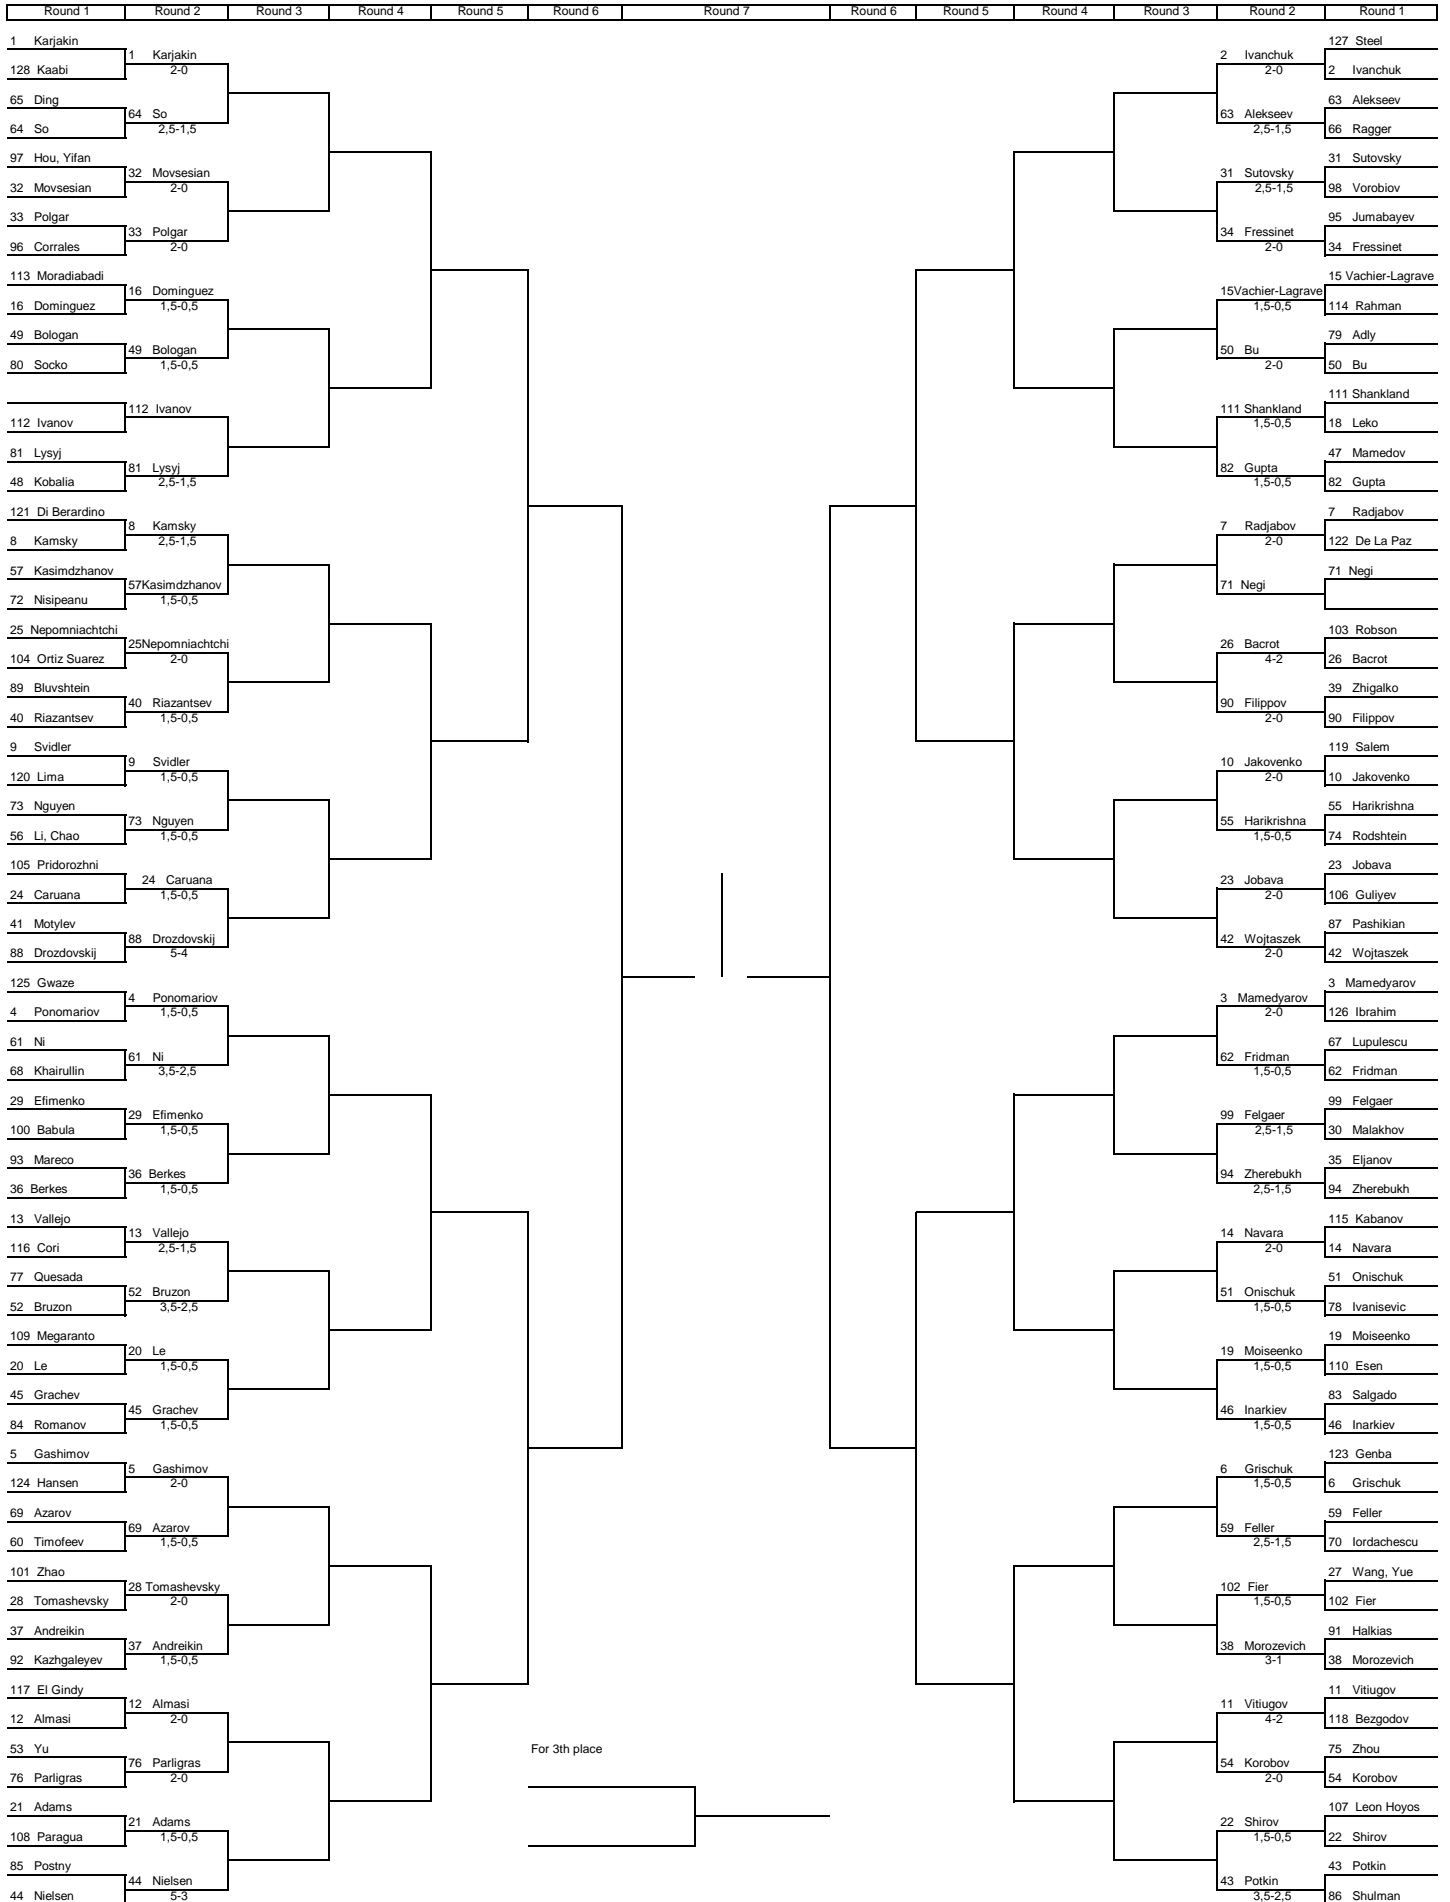 Round 1 Round 2 Round 3 Round 4 Round 5 Round 6 Round 7 Round 6 Round 5 Round 4 Round 3 Round 2 Round 1
1 Karjakin
128 Kaabi
65 Ding
64 So
97 Hou, Yifan
32 Movsesian
33 Polgar
96 Corrales
113 Moradiabadi
16 Dominguez
49 Bologan
80 Socko
112 Ivanov
81 Lysyj
48 Kobalia
121 Di Berardino
8 Kamsky
57 Kasimdzhanov
72 Nisipeanu
25 Nepomniachtchi
104 Ortiz Suarez
89 Bluvshtein
40 Riazantsev
9 Svidler
120 Lima
73 Nguyen
56 Li, Chao
105 Pridorozhni
24 Caruana
41 Motylev
88 Drozdovskij
125 Gwaze
4 Ponomariov
61 Ni
68 Khairullin
29 Efimenko
100 Babula
93 Mareco
36 Berkes
13 Vallejo
116 Cori
77 Quesada
52 Bruzon
109 Megaranto
20 Le
45 Grachev
84 Romanov
5 Gashimov
124 Hansen
69 Azarov
60 Timofeev
101 Zhao
28 Tomashevsky
37 Andreikin
92 Kazhgaleyev
117 El Gindy
12 Almasi
53 Yu
76 Parligras
21 Adams
108 Paragua
85 Postny
44 Nielsen
1 Karjakin
2-0
64 So
2,5-1,5
32 Movsesian
2-0
33 Polgar
2-0
16 Dominguez
1,5-0,5
49 Bologan
1,5-0,5
112 Ivanov
81 Lysyj
2,5-1,5
8 Kamsky
2,5-1,5
57Kasimdzhanov
1,5-0,5
25Nepomniachtchi
2-0
40 Riazantsev
1,5-0,5
9 Svidler
1,5-0,5
73 Nguyen
1,5-0,5
24 Caruana
1,5-0,5
88 Drozdovskij
5-4
4 Ponomariov
1,5-0,5
61 Ni
3,5-2,5
29 Efimenko
1,5-0,5
36 Berkes
1,5-0,5
13 Vallejo
2,5-1,5
52 Bruzon
3,5-2,5
20 Le
1,5-0,5
45 Grachev
1,5-0,5
5 Gashimov
2-0
69 Azarov
1,5-0,5
28 Tomashevsky
2-0
37 Andreikin
1,5-0,5
12 Almasi
2-0
76 Parligras
2-0
21 Adams
1,5-0,5
44 Nielsen
5-3
For 3th place
2 Ivanchuk
2-0
63 Alekseev
2,5-1,5
31 Sutovsky
2,5-1,5
34 Fressinet
2-0
15Vachier-Lagrave
1,5-0,5
50 Bu
2-0
111 Shankland
1,5-0,5
82 Gupta
1,5-0,5
7 Radjabov
2-0
71 Negi
26 Bacrot
4-2
90 Filippov
2-0
10 Jakovenko
2-0
55 Harikrishna
1,5-0,5
23 Jobava
2-0
42 Wojtaszek
2-0
3 Mamedyarov
2-0
62 Fridman
1,5-0,5
99 Felgaer
2,5-1,5
94 Zherebukh
2,5-1,5
14 Navara
2-0
51 Onischuk
1,5-0,5
19 Moiseenko
1,5-0,5
46 Inarkiev
1,5-0,5
6 Grischuk
1,5-0,5
59 Feller
2,5-1,5
102 Fier
1,5-0,5
38 Morozevich
3-1
11 Vitiugov
4-2
54 Korobov
2-0
22 Shirov
1,5-0,5
43 Potkin
3,5-2,5
127 Steel
2 Ivanchuk
63 Alekseev
66 Ragger
31 Sutovsky
98 Vorobiov
95 Jumabayev
34 Fressinet
15 Vachier-Lagrave
114 Rahman
79 Adly
50 Bu
111 Shankland
18 Leko
47 Mamedov
82 Gupta
7 Radjabov
122 De La Paz
71 Negi
103 Robson
26 Bacrot
39 Zhigalko
90 Filippov
119 Salem
10 Jakovenko
55 Harikrishna
74 Rodshtein
23 Jobava
106 Guliyev
87 Pashikian
42 Wojtaszek
3 Mamedyarov
126 Ibrahim
67 Lupulescu
62 Fridman
99 Felgaer
30 Malakhov
35 Eljanov
94 Zherebukh
115 Kabanov
14 Navara
51 Onischuk
78 Ivanisevic
19 Moiseenko
110 Esen
83 Salgado
46 Inarkiev
123 Genba
6 Grischuk
59 Feller
70 Iordachescu
27 Wang, Yue
102 Fier
91 Halkias
38 Morozevich
11 Vitiugov
118 Bezgodov
75 Zhou
54 Korobov
107 Leon Hoyos
22 Shirov
43 Potkin
86 Shulman